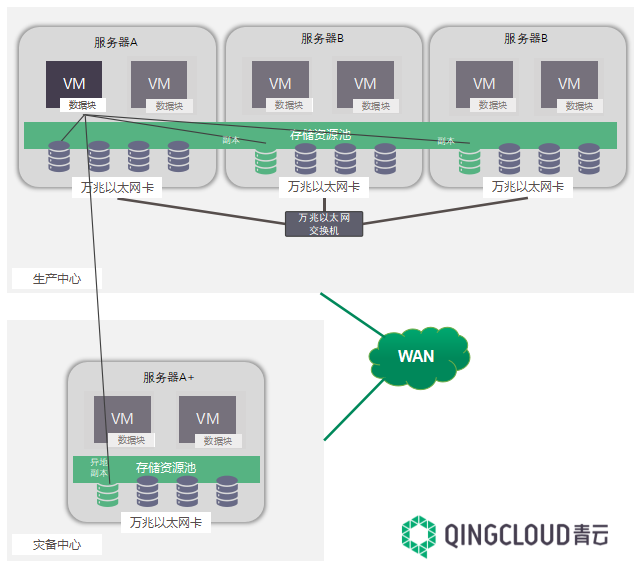 服务器A
服务器B
服务器B
VM
VM
VM
VM
VM
VM
数据块
数据块
数据块
数据块
数据块
数据块
存储资源池
副本
副本
万兆以太网卡
万兆以太网卡
万兆以太网卡
万兆以太网
交换机
生产中心
WAN
服务器A+
VM
VM
数据块
数据块
异地
副本
存储资源池
万兆以太网卡
灾备中心
QINGCLOUD青云